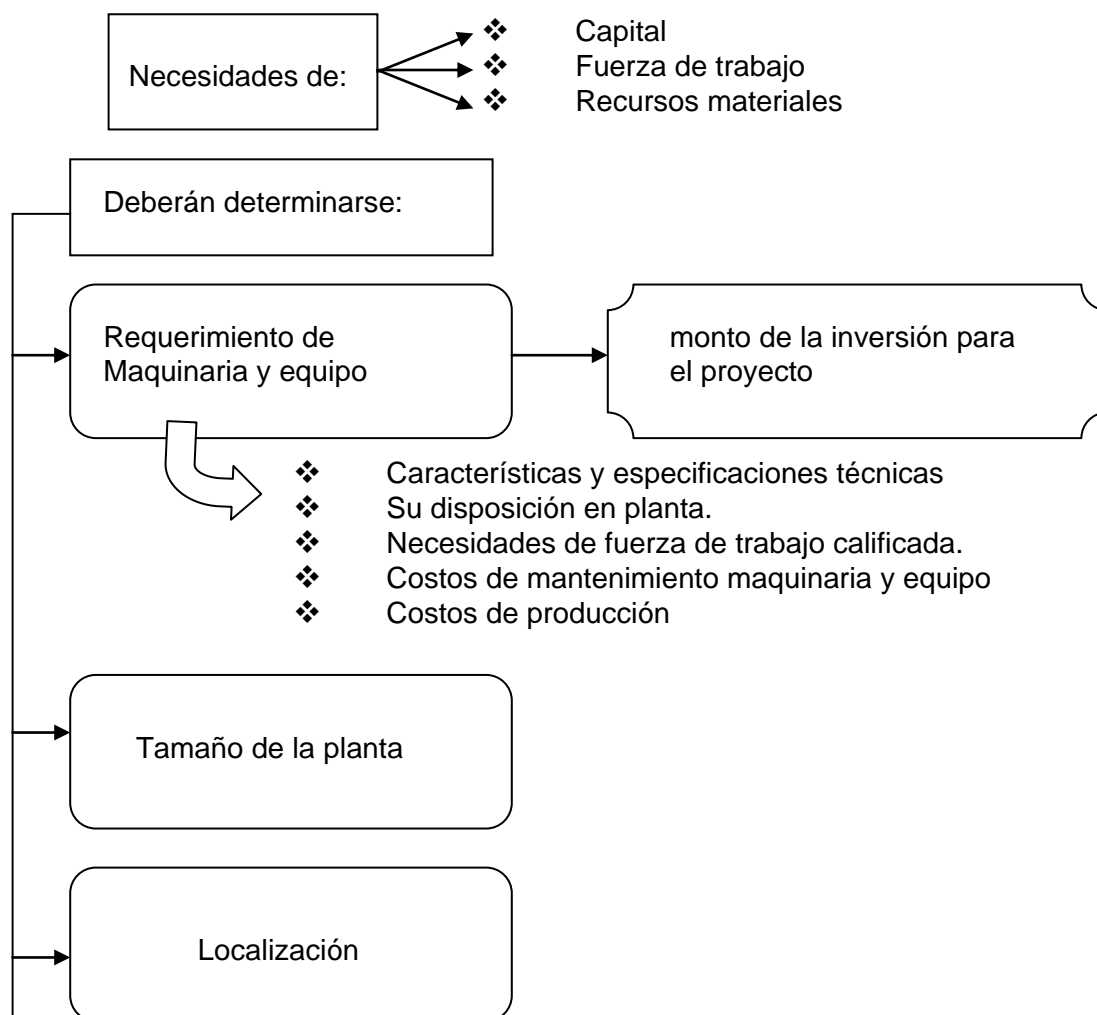 Necesidades de:
❖ Capital
❖ Fuerza de trabajo
❖ Recursos materiales
Deberán determinarse:
Requerimiento de
Maquinaria y equipo
monto de la inversión para
el proyecto
❖ Características y especificaciones técnicas
❖ Su disposición en planta.
❖ Necesidades de fuerza de trabajo calificada.
❖ Costos de mantenimiento maquinaria y equipo
❖ Costos de producción
Tamaño de la planta
Localización